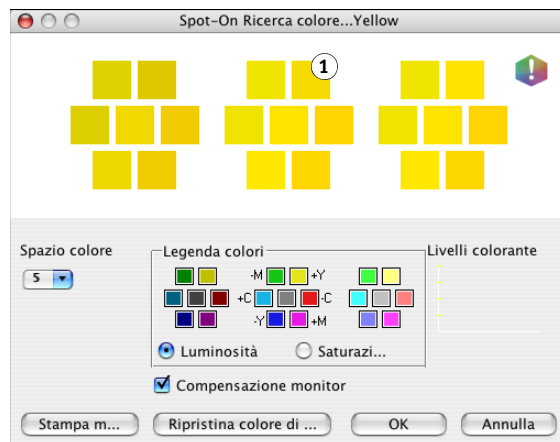 Spot-On Ricerca colore...Yellow
1
Spazio colore
5
Legenda colori
-M +Y
+C -C
-Y +M
Luminosità Saturazi...
Livelli colorante
Compensazione monitor
Stampa m... Ripristina colore di ... OK Annulla